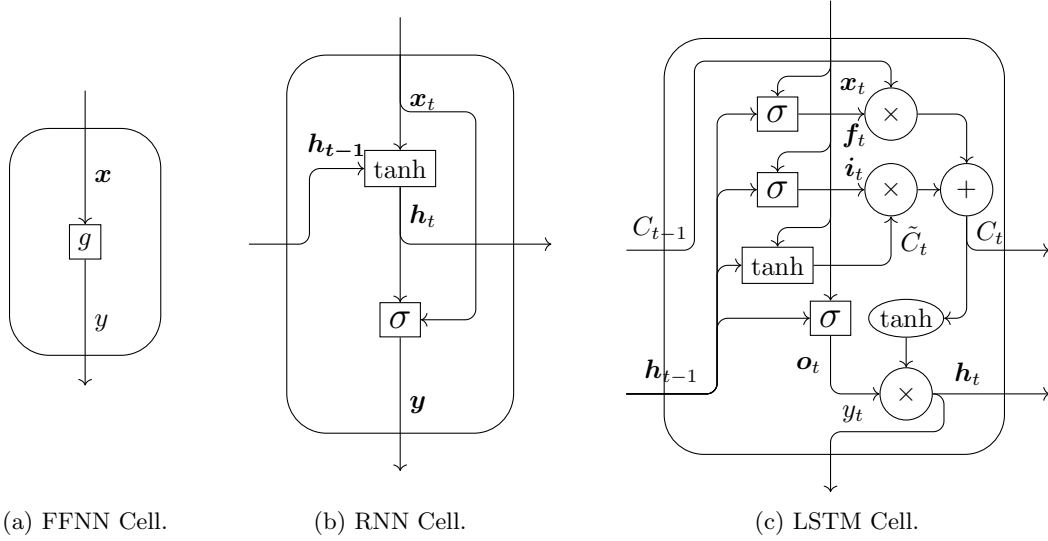 x
g
y
(a) FFNN Cell.
x_t
h_{t-1}
tanh
h_t
σ
y
(b) RNN Cell.
x_t
σ
×
f_t
i_t
σ
×
+
C_{t-1}
C̃_t
C_t
tanh
σ
tanh
h_{t-1}
o_t
×
h_t
y_t
(c) LSTM Cell.